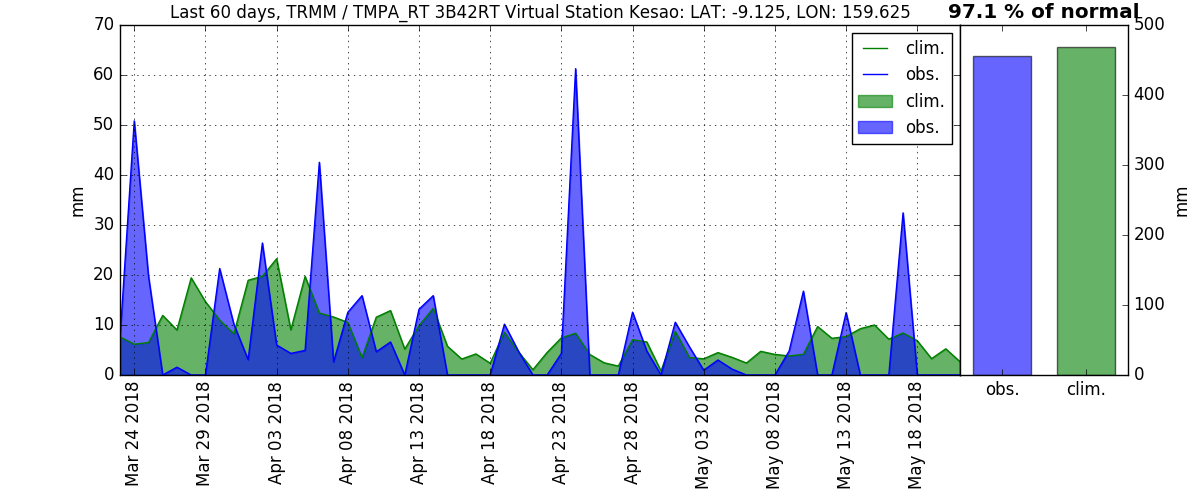 Last 60 days, TRMM / TMPA_RT 3B42RT Virtual Station Kesao: LAT: -9.125, LON: 159.625
97.1 % of normal
70
60
50
40
30
20
10
0
mm
clim.
obs.
clim.
obs.
500
400
300
200
100
0
mm
Mar 24 2018
Mar 29 2018
Apr 03 2018
Apr 08 2018
Apr 13 2018
Apr 18 2018
Apr 23 2018
Apr 28 2018
May 03 2018
May 08 2018
May 13 2018
May 18 2018
obs.
clim.